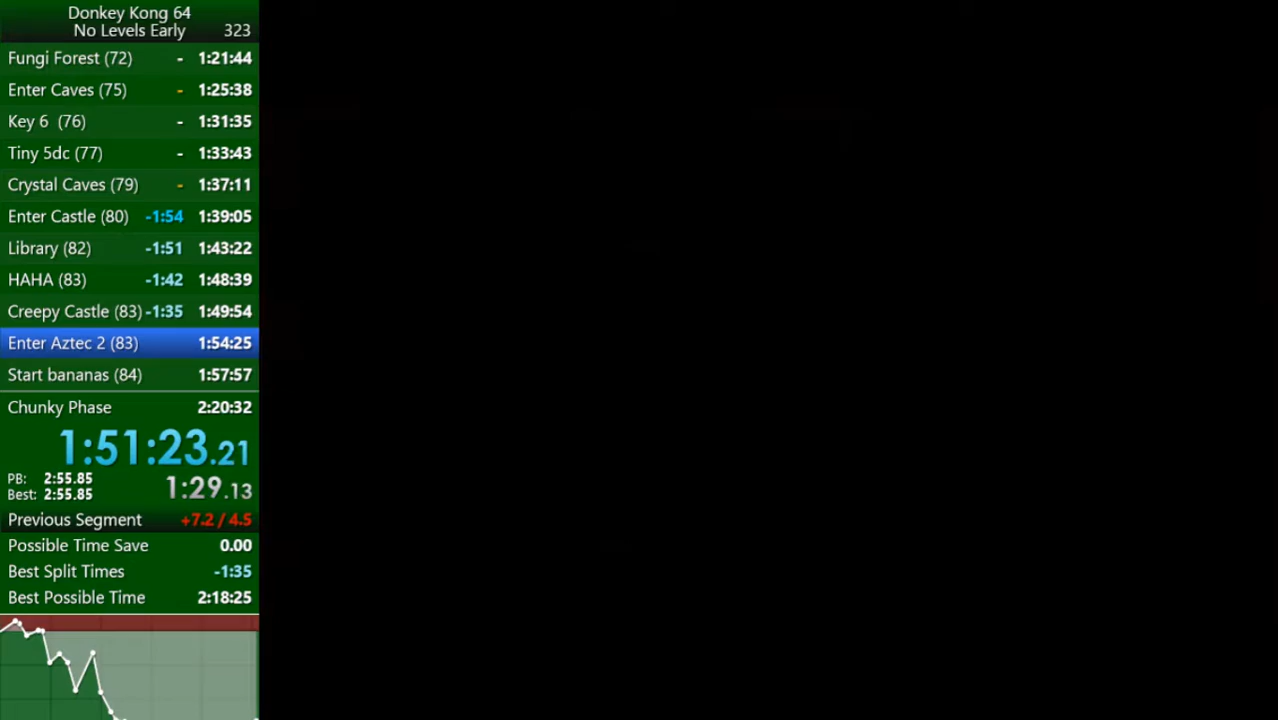 Donkey Kong 64
No Levels Early 323
Fungi Forest (72) - 1:21:44
Enter Caves (75) - 1:25:38
Key 6 (76) - 1:31:35
Tiny 5dc (77) - 1:33:43
Crystal Caves (79) - 1:37:11
Enter Castle (80) -1:54 1:39:05
Library (82) -1:51 1:43:22
HAHA (83) -1:42 1:48:39
Creepy Castle (83) -1:35 1:49:54
Enter Aztec 2 (83) 1:54:25
Start bananas (84) 1:57:57
Chunky Phase 2:20:32
1:51:23.21
PB: 2:55.85
Best: 2:55.85 1:29.13
Previous Segment +7.2 / 4.5
Possible Time Save 0.00
Best Split Times -1:35
Best Possible Time 2:18:25